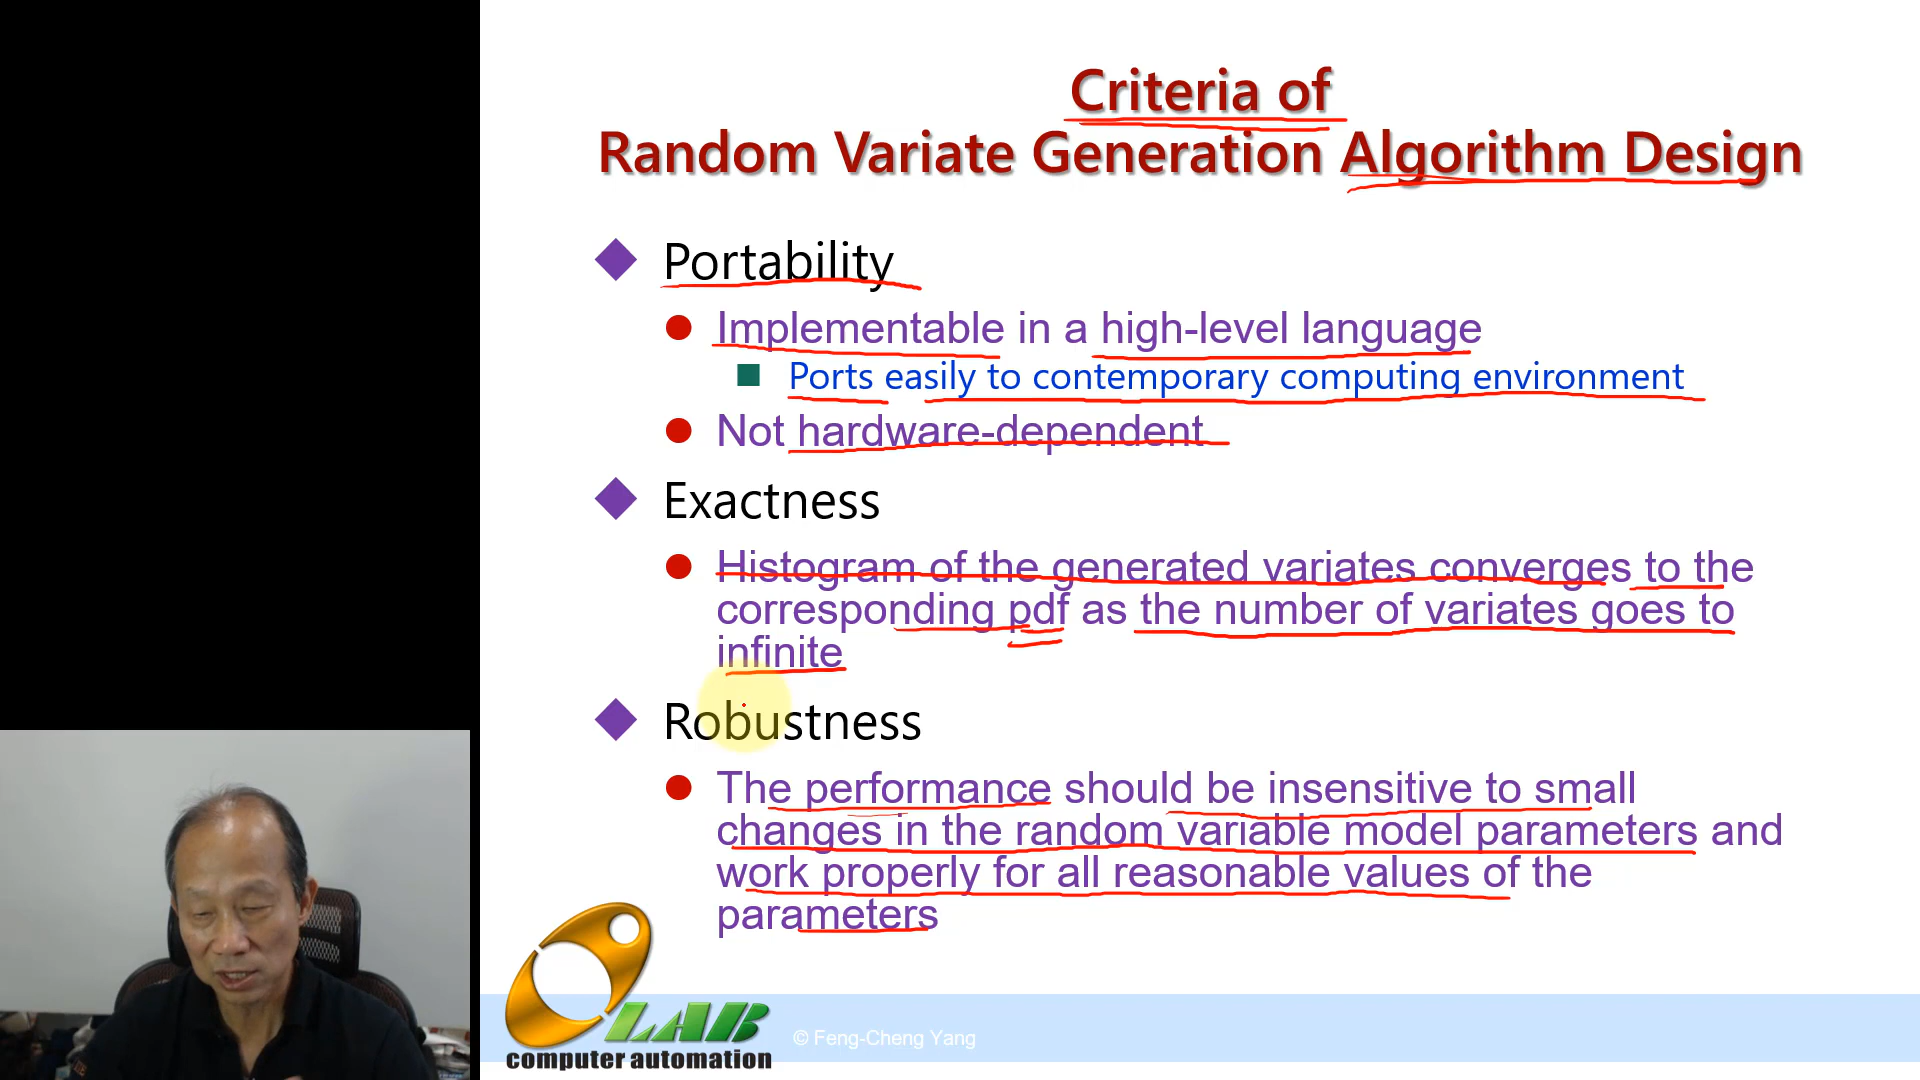 Criteria of
Random Variate Generation Algorithm Design
Portability
Implementable in a high-level language
Ports easily to contemporary computing environment
Not hardware-dependent
Exactness
Histogram of the generated variates converges to the
corresponding pdf as the number of variates goes to
infinite
Robustness
The performance should be insensitive to small
changes in the random variable model parameters and
work properly for all reasonable values of the
parameters
LAB
computer automation
© Feng-Cheng Yang